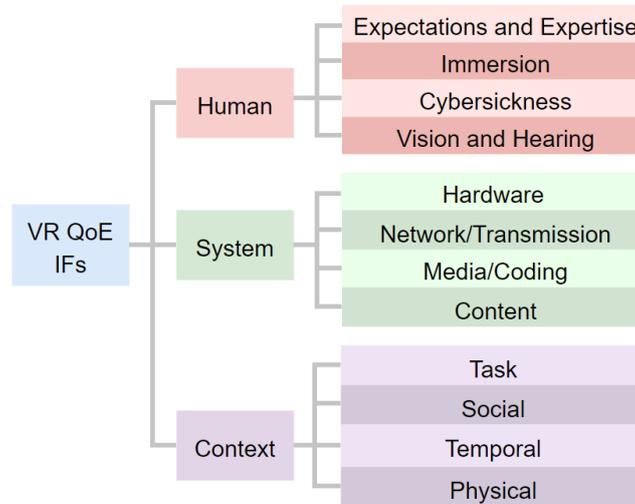 VR QoE
IFs
Human
Expectations and Expertise
Immersion
Cybersickness
Vision and Hearing
System
Hardware
Network/Transmission
Media/Coding
Content
Context
Task
Social
Temporal
Physical